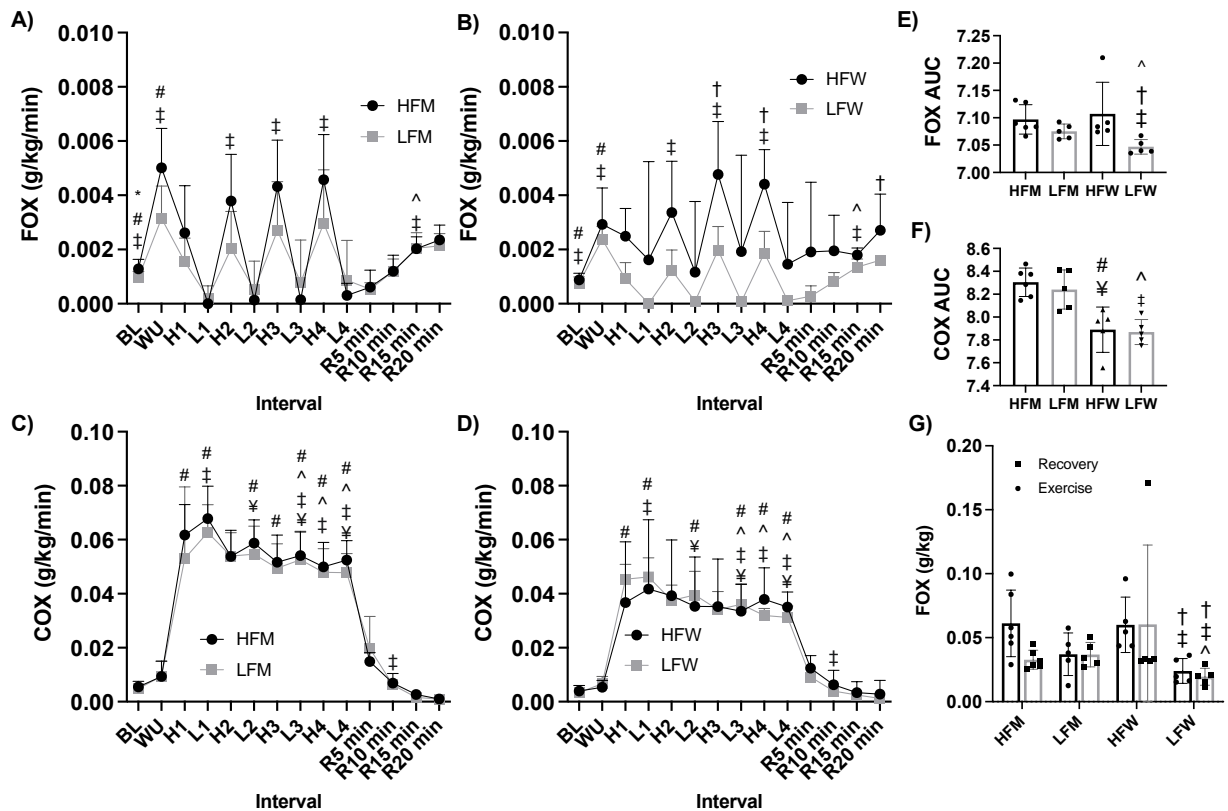 A)
0.010
0.008
0.006
0.004
0.002
0.000
FOX (g/kg/min)
HFM
LFM
*
#
‡
#
‡
‡
‡
‡
^
‡
BL
WU
H1
L1
H2
L2
H3
L3
H4
L4
R5 min
R10 min
R15 min
R20 min
Interval
B)
0.010
0.008
0.006
0.004
0.002
0.000
FOX (g/kg/min)
HFW
LFW
#
‡
#
‡
‡
†
‡
†
‡
^
‡
†
BL
WU
H1
L1
H2
L2
H3
L3
H4
L4
R5 min
R10 min
R15 min
R20 min
Interval
C)
0.10
0.08
0.06
0.04
0.02
0.00
COX (g/kg/min)
HFM
LFM
#
#
‡
#
¥
#
#
^
‡
¥
#
^
‡
#
^
‡
¥
‡
BL
WU
H1
L1
H2
L2
H3
L3
H4
L4
R5 min
R10 min
R15 min
R20 min
Interval
D)
0.10
0.08
0.06
0.04
0.02
0.00
COX (g/kg/min)
HFW
LFW
#
#
‡
#
¥
#
^
‡
¥
#
^
‡
#
^
‡
¥
‡
BL
WU
H1
L1
H2
L2
H3
L3
H4
L4
R5 min
R10 min
R15 min
R20 min
Interval
E)
7.25
7.20
7.15
7.10
7.05
7.00
FOX AUC
^
†
‡
HFM
LFM
HFW
LFW
F)
8.6
8.4
8.2
8.0
7.8
7.6
7.4
COX AUC
#
¥
^
‡
HFM
LFM
HFW
LFW
G)
0.20
0.15
0.10
0.05
0.00
FOX (g/kg)
Recovery
Exercise
†
‡
†
‡
^
HFM
LFM
HFW
LFW